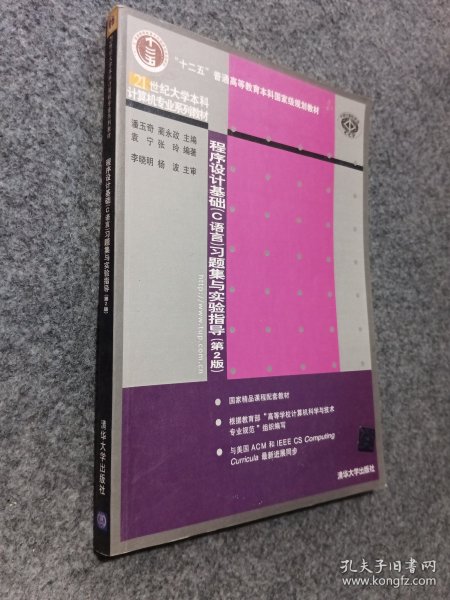 十二五
"十二五"普通高等教育本科国家级规划教材
21世纪大学本科
计算机专业系列教材
潘玉奇 蔺永政 主编
袁宁 张玲 编著
李晓明 杨波 主审
程序设计基础(C语言)习题集与实验指导(第2版)
http://www.tup.com.cn
国家精品课程配套教材
根据教育部"高等学校计算机科学与技术
专业规范"组织编写
与美国 ACM 和 IEEE CS Computing
Curricula 最新进展同步
清华大学出版社
程序设计基础(C语言)习题集与实验指导(第2版)
清华大学出版社
孔夫子旧书网
www.kongfz.com